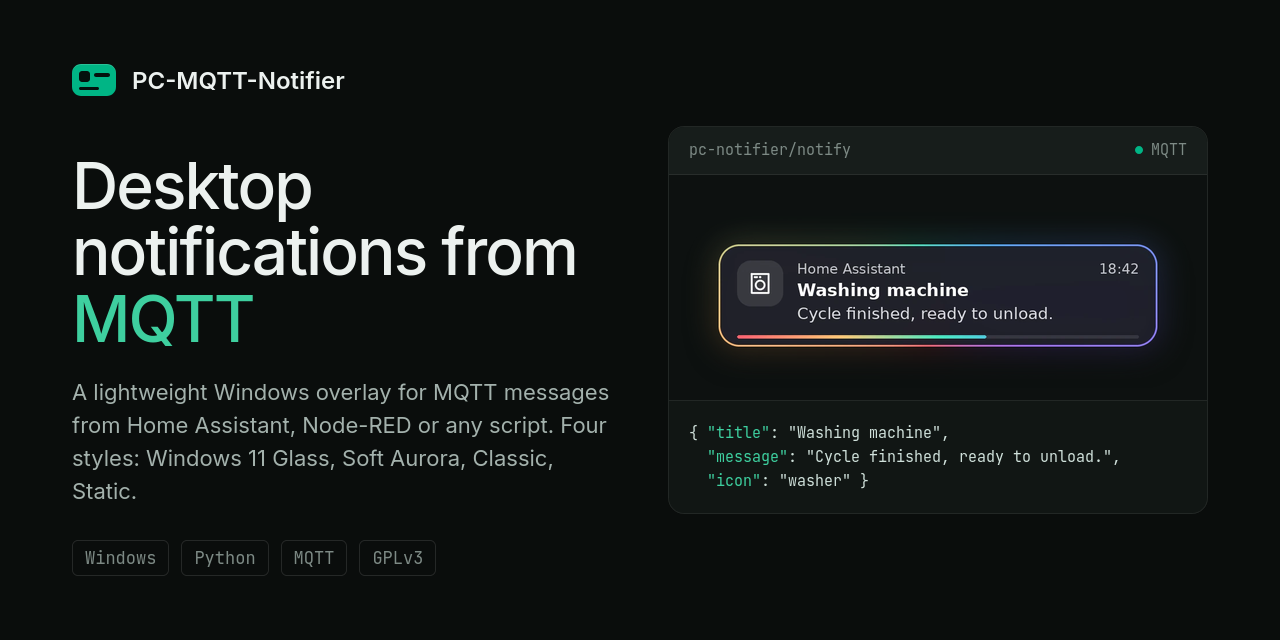 PC-MQTT-Notifier
Desktop
notifications from
MQTT
A lightweight Windows overlay for MQTT messages
from Home Assistant, Node-RED or any script. Four
styles: Windows 11 Glass, Soft Aurora, Classic,
Static.
Windows Python MQTT GPLv3
pc-notifier/notify MQTT
Home Assistant 18:42
Washing machine
Cycle finished, ready to unload.
{ "title": "Washing machine",
"message": "Cycle finished, ready to unload.",
"icon": "washer" }